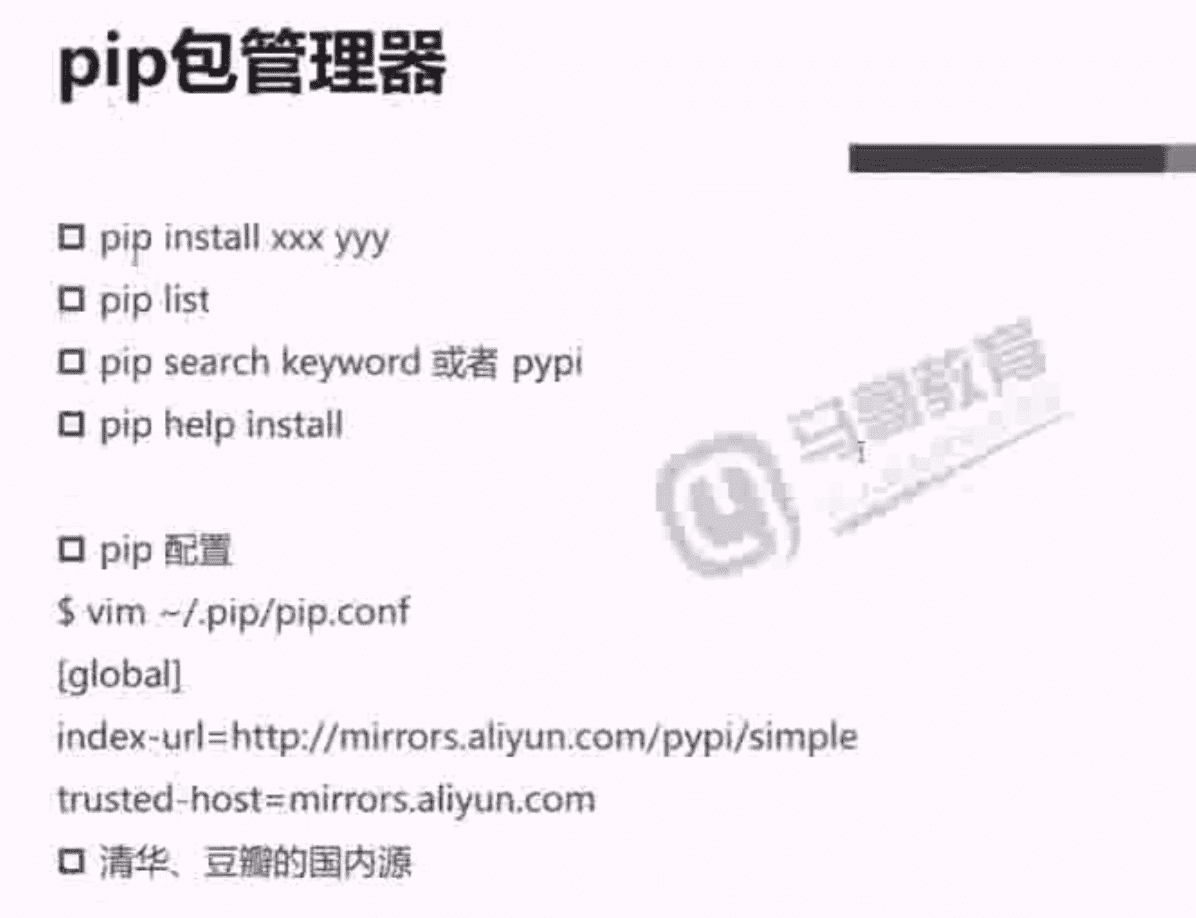 pip包管理器
pip install xxx yyy
pip list
pip search keyword 或者 pypi
pip help install
pip 配置
$ vim ~/.pip/pip.conf
[global]
index-url=http://mirrors.aliyun.com/pypi/simple
trusted-host=mirrors.aliyun.com
清华、豆瓣的国内源
马哥教育